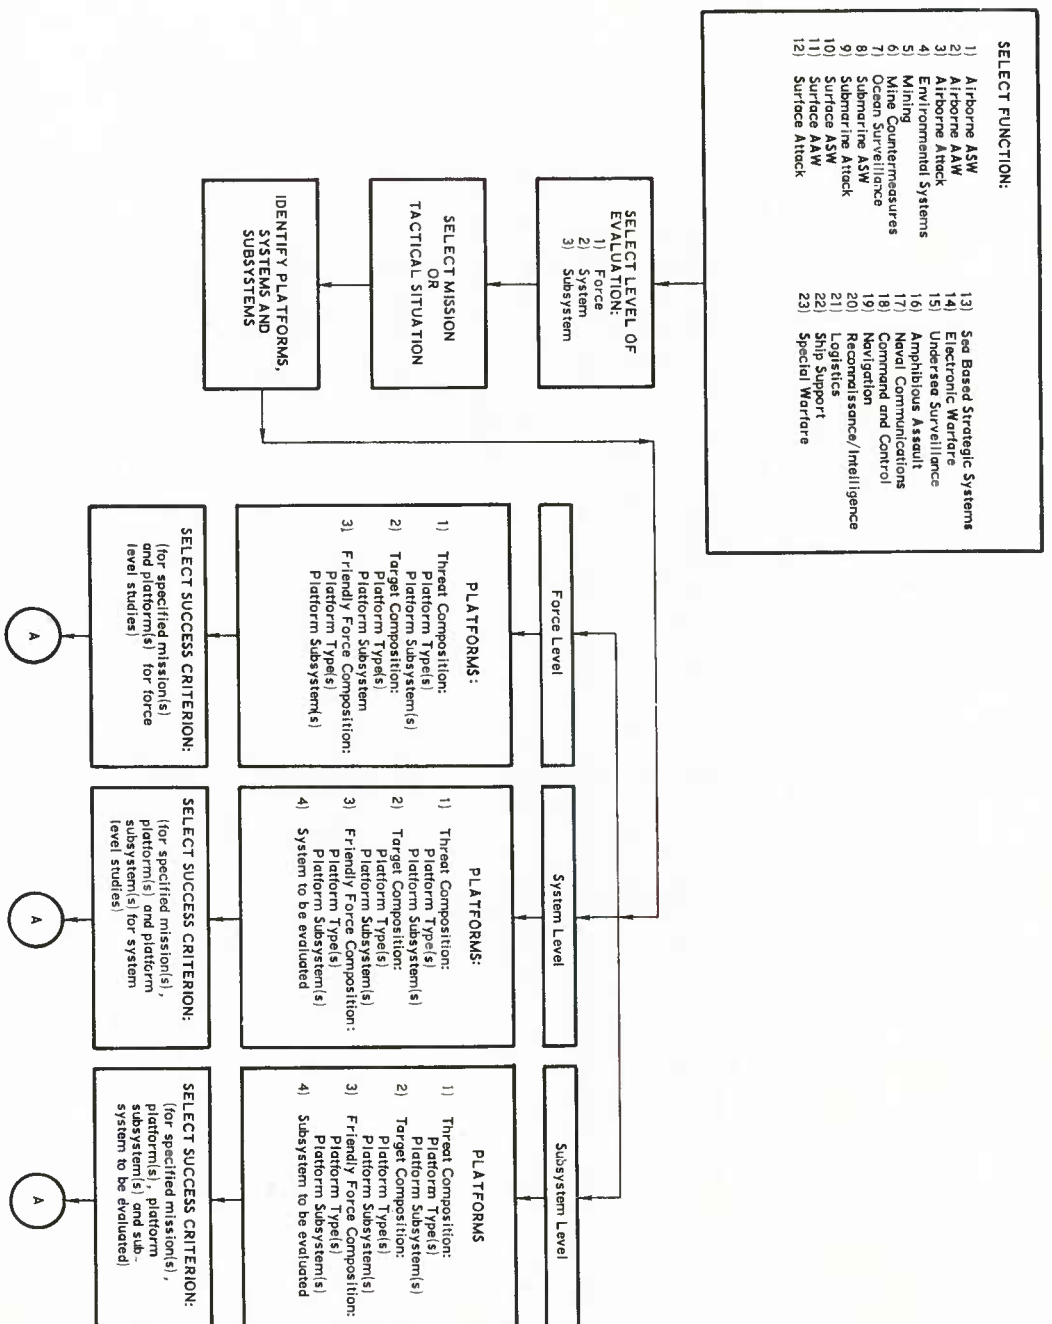 SELECT FUNCTION:
1) Airborne ASW
2) Airborne AAW
3) Airborne Attack
4) Environmental Systems
5) Mining
6) Mine Countermeasures
7) Ocean Surveillance
8) Submarine ASW
9) Submarine Attack
10) Surface ASW
11) Surface AAW
12) Surface Attack
13) Sea Based Strategic Systems
14) Electronic Warfare
15) Undersea Surveillance
16) Amphibious Assault
17) Naval Communications
18) Command and Control
19) Navigation
20) Reconnaissance/Intelligence
21) Logistics
22) Ship Support
23) Special Warfare
SELECT LEVEL OF
EVALUATION:
1) Force
2) System
3) Subsystem
SELECT MISSION
OR
TACTICAL SITUATION
IDENTIFY PLATFORMS,
SYSTEMS AND
SUBSYSTEMS
Force Level
PLATFORMS:
1) Threat Composition:
Platform Type(s)
Platform Subsystem(s)
2) Target Composition:
Platform Type(s)
Platform Subsystem
3) Friendly Force Composition:
Platform Type(s)
Platform Subsystem(s)
SELECT SUCCESS CRITERION:
(for specified mission(s)
and platform(s) for force
level studies)
A
System Level
PLATFORMS:
1) Threat Composition:
Platform Type(s)
Platform Subsystem(s)
2) Target Composition:
Platform Type(s)
Platform Subsystem(s)
3) Friendly Force Composition:
Platform Type(s)
Platform Subsystem(s)
4) System to be evaluated
SELECT SUCCESS CRITERION:
(for specified mission(s),
platform(s) and platform
subsystem(s) for system
level studies)
A
Subsystem Level
PLATFORMS
1) Threat Composition:
Platform Type(s)
Platform Subsystem(s)
2) Target Composition:
Platform Type(s)
Platform Subsystem(s)
3) Friendly Force Composition:
Platform Type(s)
Platform Subsystem(s)
4) Subsystem to be evaluated
SELECT SUCCESS CRITERION:
(for specified mission(s),
platform(s), platform
subsystem(s) and sub-
system to be evaluated)
A